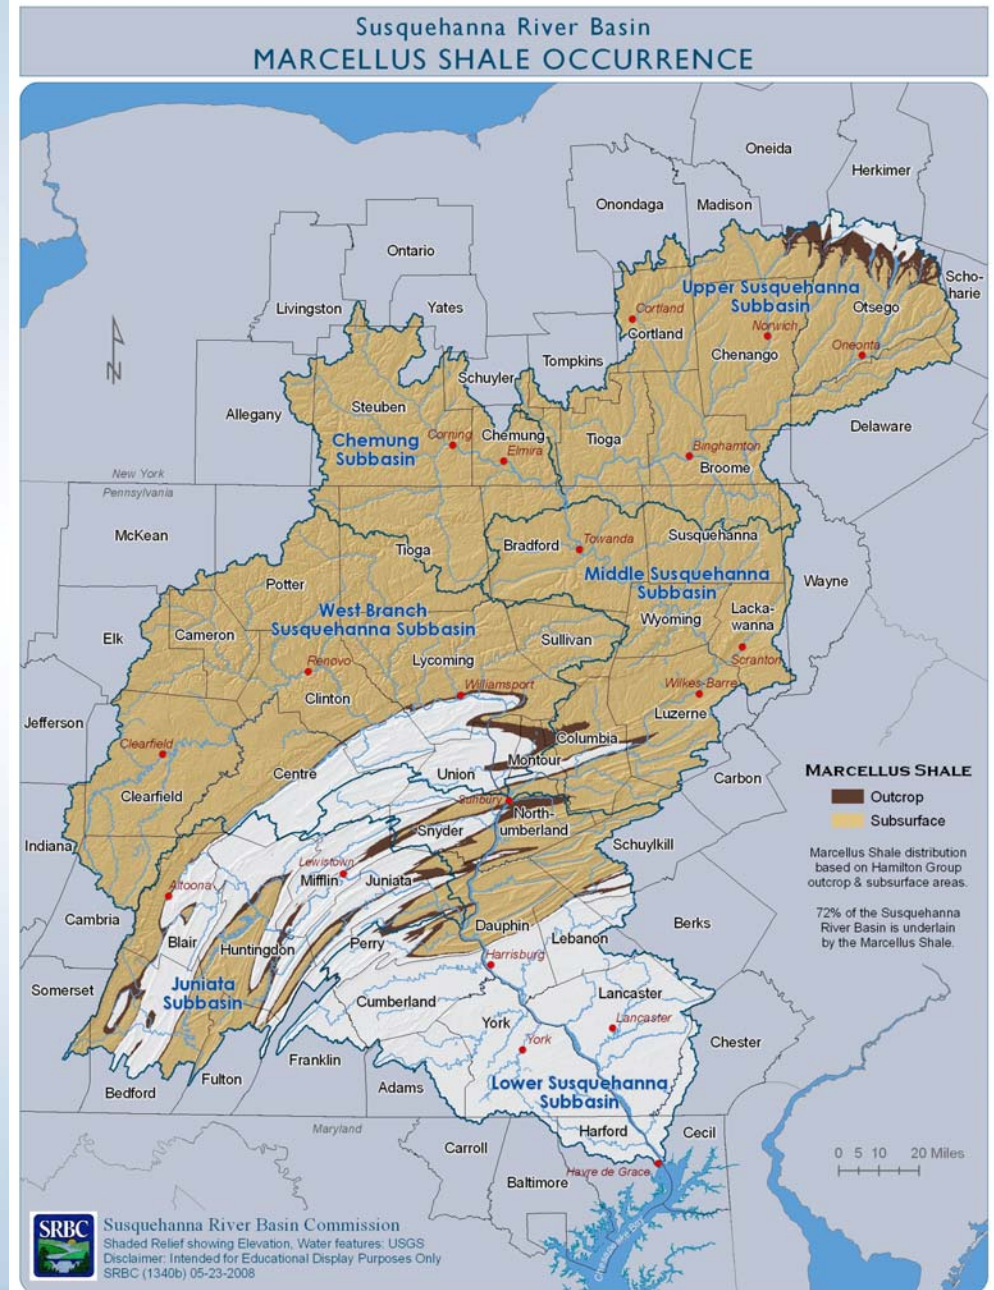 Susquehanna River Basin
MARCELLUS SHALE OCCURRENCE
Oneida
Herkimer
Onondaga
Madison
Ontario
Scho-
harie
Livingston
Yates
Upper Susquehanna
Subbasin
Otsego
Cortland
Cortland
Norwich
Chenango
Oneonta
Tompkins
Schuyler
Allegany
Steuben
Delaware
Chemung
Subbasin
Corning
Chemung
Elmira
Tioga
Binghamton
Broome
New York
Pennsylvania
McKean
Tioga
Bradford
Towanda
Susquehanna
Potter
Middle Susquehanna
Subbasin
Wayne
West Branch
Susquehanna Subbasin
Wyoming
Lacka-
wanna
Elk
Cameron
Sullivan
Renovo
Lycoming
Scranton
Clinton
Williamsport
Wilkes-Barre
Luzerne
Jefferson
Clearfield
Columbia
Centre
Union
Montour
Carbon
Clearfield
Sunbury
North-
umberland
Indiana
Snyder
Schuylkill
Lewistown
Mifflin
Juniata
Altoona
Cambria
Dauphin
Berks
Blair
Huntingdon
Perry
Lebanon
Harrisburg
Somerset
Juniata
Subbasin
Cumberland
Lancaster
York
Lancaster
York
Chester
Franklin
Fulton
Bedford
Adams
Lower Susquehanna
Subbasin
Maryland
Harford
Cecil
Carroll
Havre de Grace
Baltimore
Chesapeake Bay
N
MARCELLUS SHALE
Outcrop
Subsurface
Marcellus Shale distribution
based on Hamilton Group
outcrop & subsurface areas.
72% of the Susquehanna
River Basin is underlain
by the Marcellus Shale.
0 5 10 20 Miles
SRBC
Susquehanna River Basin Commission
Shaded Relief showing Elevation, Water features: USGS
Disclaimer: Intended for Educational Display Purposes Only
SRBC (1340b) 05-23-2008